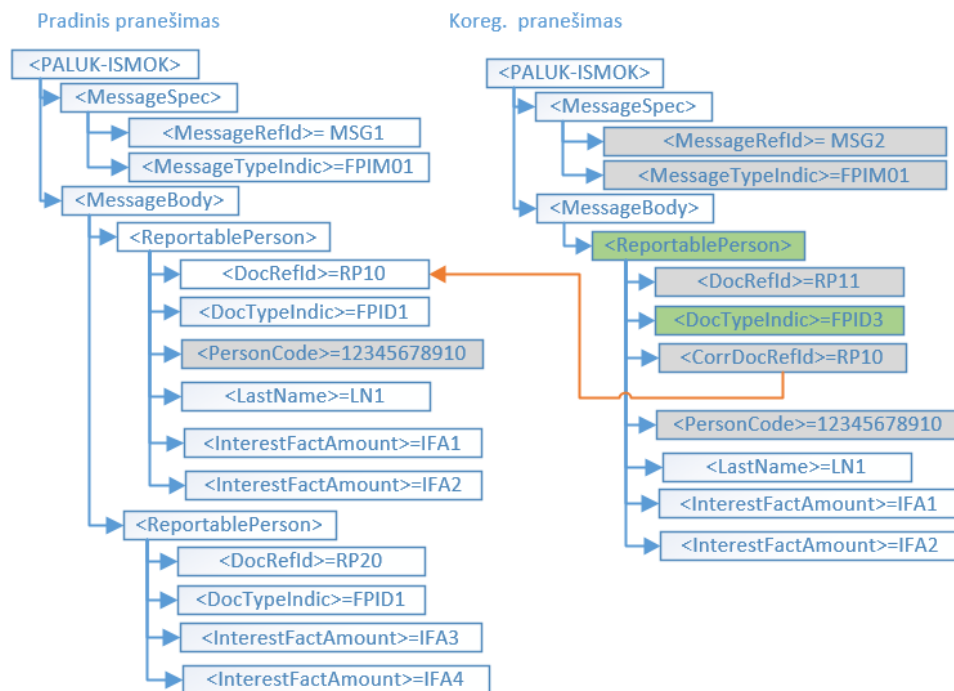 Pradinis pranešimas
<PALUK-ISMOK>
<MessageSpec>
<MessageRefId>= MSG1
<MessageTypeIndic>=FPIM01
<MessageBody>
<ReportablePerson>
<DocRefId>=RP10
<DocTypeIndic>=FPID1
<PersonCode>=12345678910
<LastName>=LN1
<InterestFactAmount>=IFA1
<InterestFactAmount>=IFA2
<ReportablePerson>
<DocRefId>=RP20
<DocTypeIndic>=FPID1
<InterestFactAmount>=IFA3
<InterestFactAmount>=IFA4
Koreg. pranešimas
<PALUK-ISMOK>
<MessageSpec>
<MessageRefId>= MSG2
<MessageTypeIndic>=FPIM01
<MessageBody>
<ReportablePerson>
<DocRefId>=RP11
<DocTypeIndic>=FPID3
<CorrDocRefId>=RP10
<PersonCode>=12345678910
<LastName>=LN1
<InterestFactAmount>=IFA1
<InterestFactAmount>=IFA2